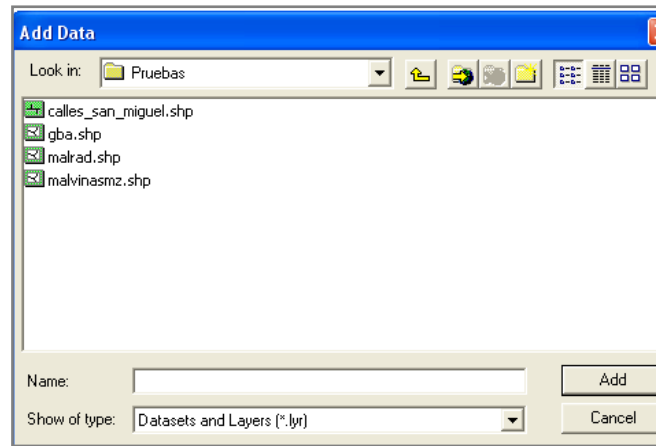 Add Data
Look in: Pruebas
calles_san_miguel.shp
gba.shp
malrad.shp
malvinasmz.shp
Name: Add
Show of type: Datasets and Layers (*.lyr) Cancel